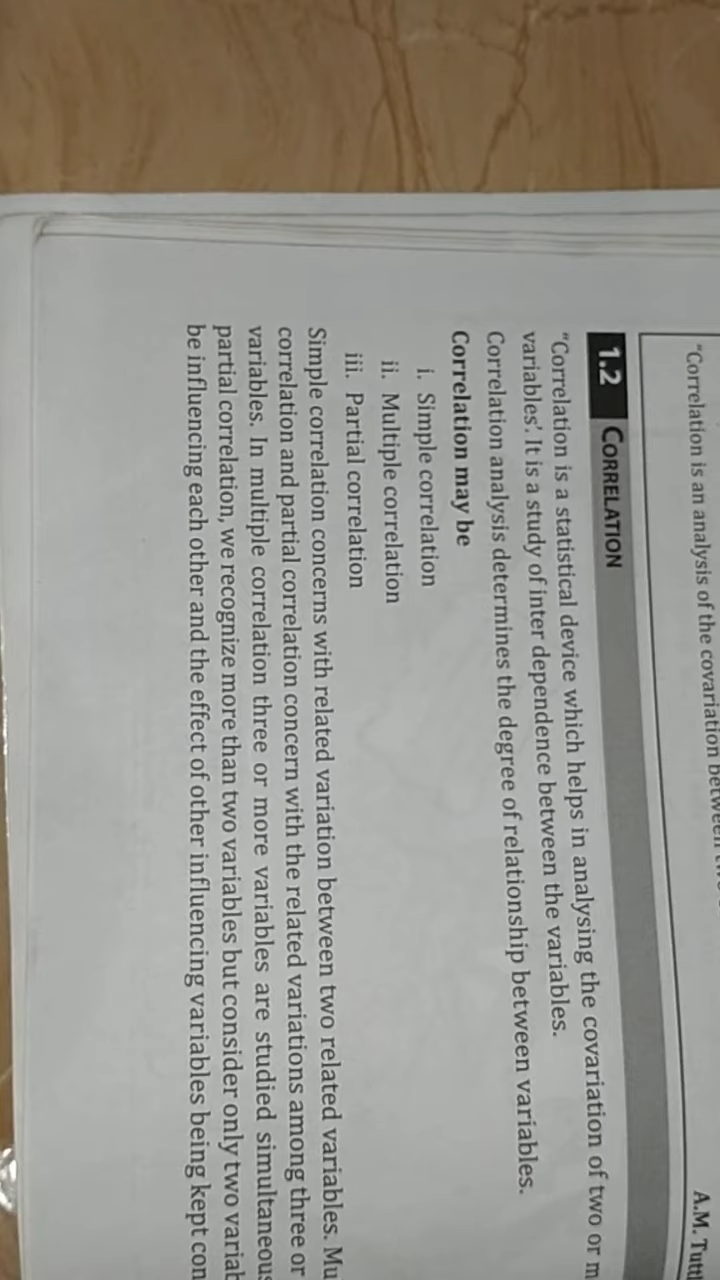 "Correlation is an analysis of the covariation between
A.M. Tuttl
1.2 CORRELATION
"Correlation is a statistical device which helps in analysing the covariation of two or m
variables'. It is a study of inter dependence between the variables.
Correlation analysis determines the degree of relationship between variables.
Correlation may be
i. Simple correlation
ii. Multiple correlation
iii. Partial correlation
Simple correlation concerns with related variation between two related variables. Mu
correlation and partial correlation concern with the related variations among three or
variables. In multiple correlation three or more variables are studied simultaneous
partial correlation, we recognize more than two variables but consider only two variab
be influencing each other and the effect of other influencing variables being kept con